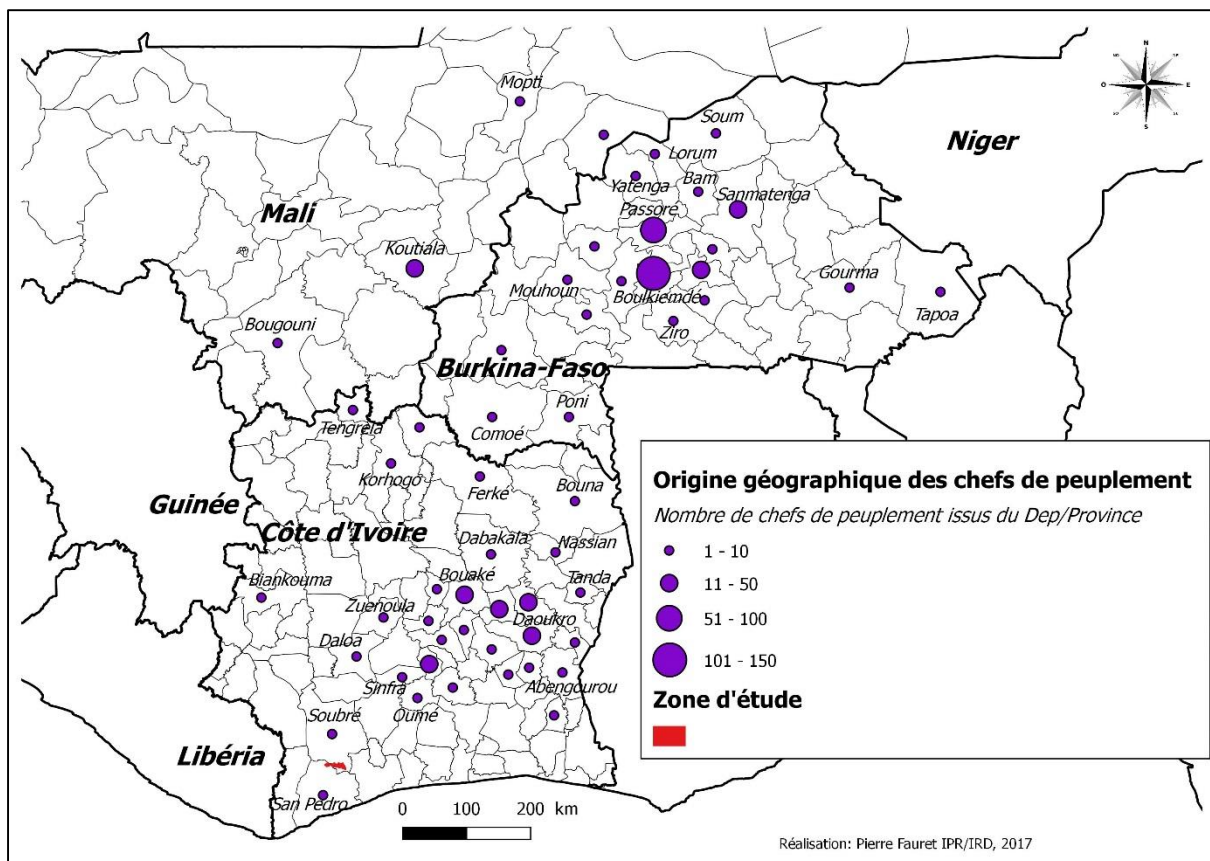 N
O
E
S
Mopti
Soum
Niger
Lorum
Yatenga
Bam
Sanmatenga
Passoré
Mali
Koutiala
Gourma
Mouhoun
Boulkiemdé
Tapoa
Ziro
Bougouni
Burkina-Faso
Poni
Tengrela
Comoé
Korhogo
Ferké
Bouna
Guinée
Côte d'Ivoire
Dabakala
Nassian
Biankouma
Bouaké
Tanda
Zuenoula
Daoukro
Daloa
Sinfra
Abengourou
Oumé
Soubré
Libéria
San Pedro
Origine géographique des chefs de peuplement
Nombre de chefs de peuplement issus du Dep/Province
1 - 10
11 - 50
51 - 100
101 - 150
Zone d'étude
0 100 200 km
Réalisation: Pierre Fauret IPR/IRD, 2017